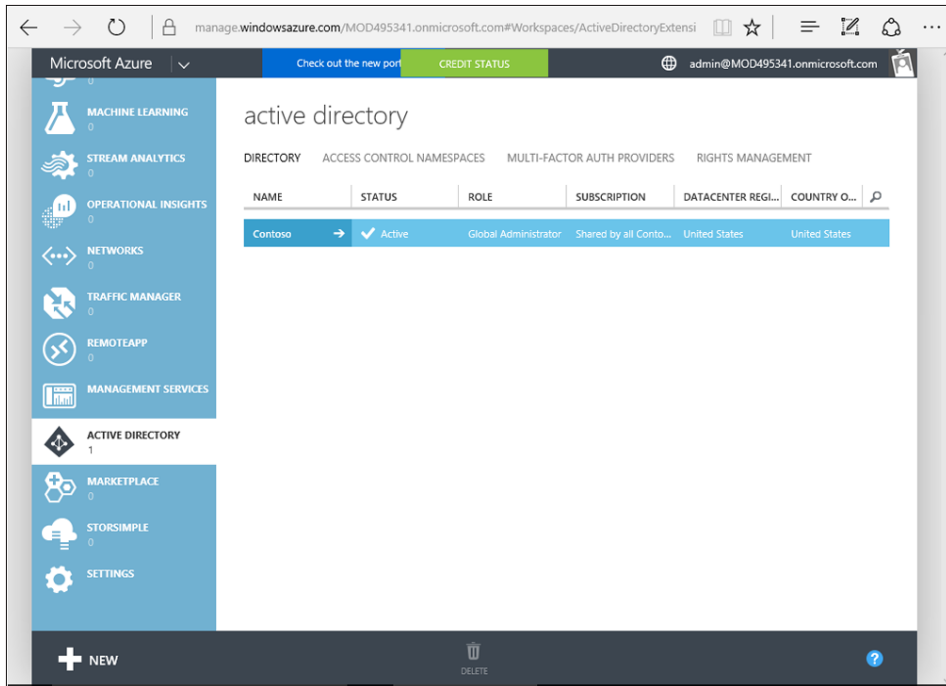 manage.windowsazure.com/MOD495341.onmicrosoft.com#Workspaces/ActiveDirectoryExtensi
Microsoft Azure
Check out the new port
CREDIT STATUS
admin@MOD495341.onmicrosoft.com
0
MACHINE LEARNING
0
STREAM ANALYTICS
0
OPERATIONAL INSIGHTS
0
NETWORKS
0
TRAFFIC MANAGER
0
REMOTEAPP
0
MANAGEMENT SERVICES
ACTIVE DIRECTORY
1
MARKETPLACE
0
STORSIMPLE
0
SETTINGS
active directory
DIRECTORY ACCESS CONTROL NAMESPACES MULTI-FACTOR AUTH PROVIDERS RIGHTS MANAGEMENT
NAME STATUS ROLE SUBSCRIPTION DATACENTER REGI... COUNTRY O...
Contoso Active Global Administrator Shared by all Conto... United States United States
NEW
DELETE
?